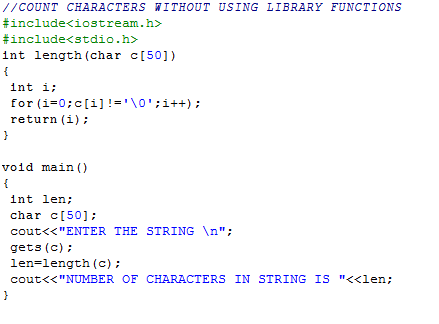 //COUNT CHARACTERS WITHOUT USING LIBRARY FUNCTIONS
#include<iostream.h>
#include<stdio.h>
int length(char c[50])
{
 int i;
 for(i=0;c[i]!='\0';i++);
 return(i);
}

void main()
{
 int len;
 char c[50];
 cout<<"ENTER THE STRING \n";
 gets(c);
 len=length(c);
 cout<<"NUMBER OF CHARACTERS IN STRING IS "<<len;
}